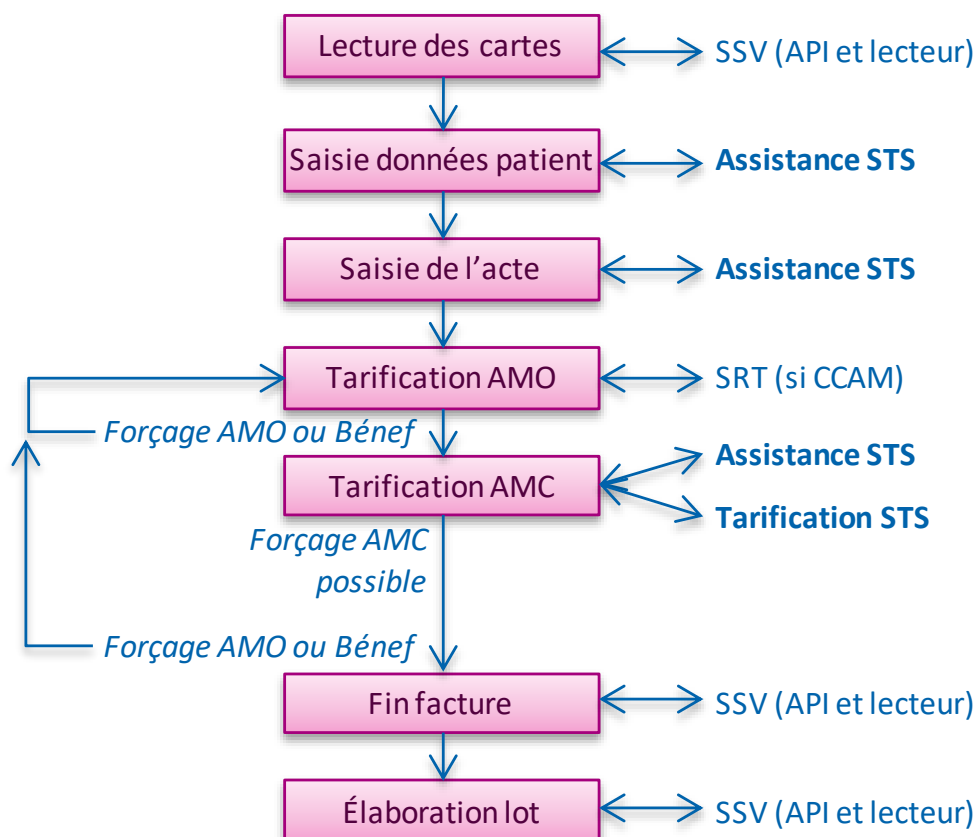 Lecture des cartes
SSV (API et lecteur)
Saisie données patient
Assistance STS
Saisie de l'acte
Assistance STS
Tarification AMO
SRT (si CCAM)
Forçage AMO ou Bénef
Tarification AMC
Assistance STS
Tarification STS
Forçage AMC
possible
Forçage AMO ou Bénef
Fin facture
SSV (API et lecteur)
Élaboration lot
SSV (API et lecteur)